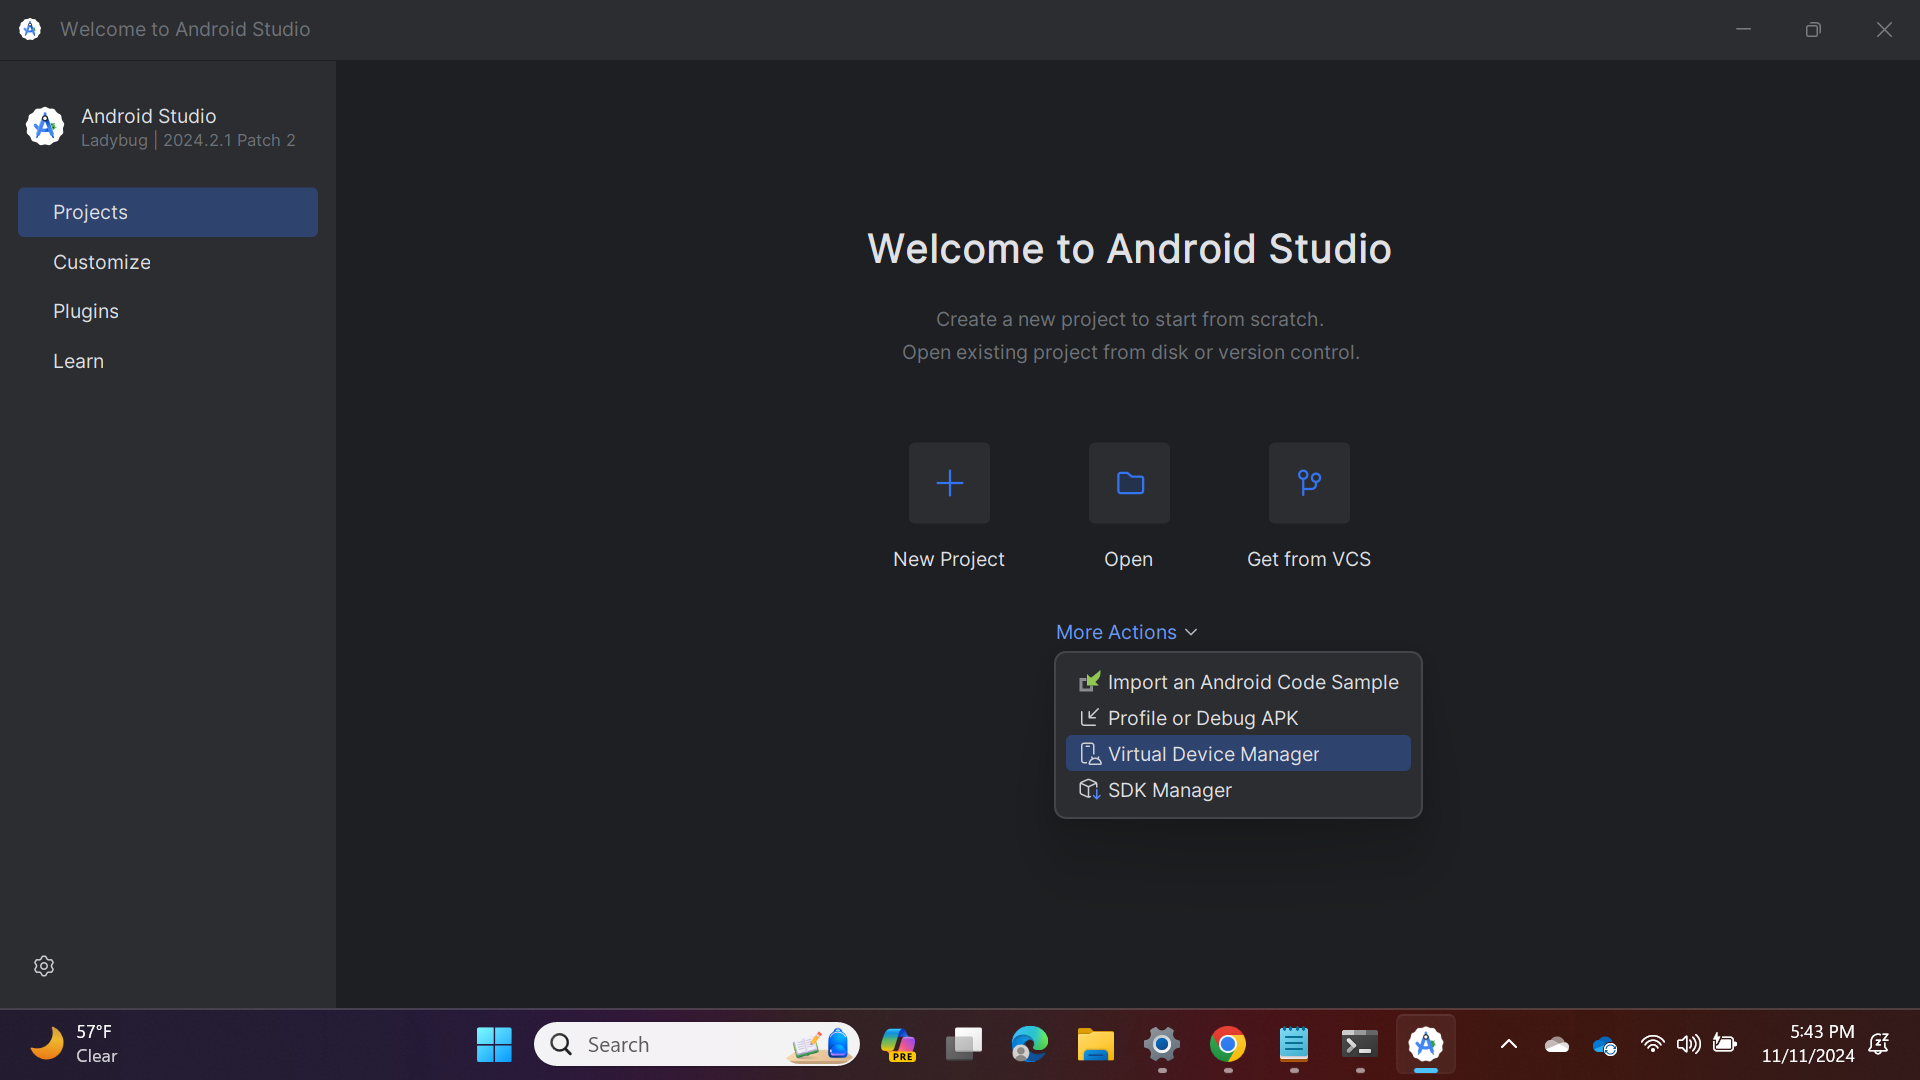 Welcome to Android Studio
Android Studio
Ladybug | 2024.2.1 Patch 2
Projects
Customize
Plugins
Learn
Welcome to Android Studio
Create a new project to start from scratch.
Open existing project from disk or version control.
New Project
Open
Get from VCS
More Actions
Import an Android Code Sample
Profile or Debug APK
Virtual Device Manager
SDK Manager
57°F
Clear
Search
PRE
5:43 PM
11/11/2024